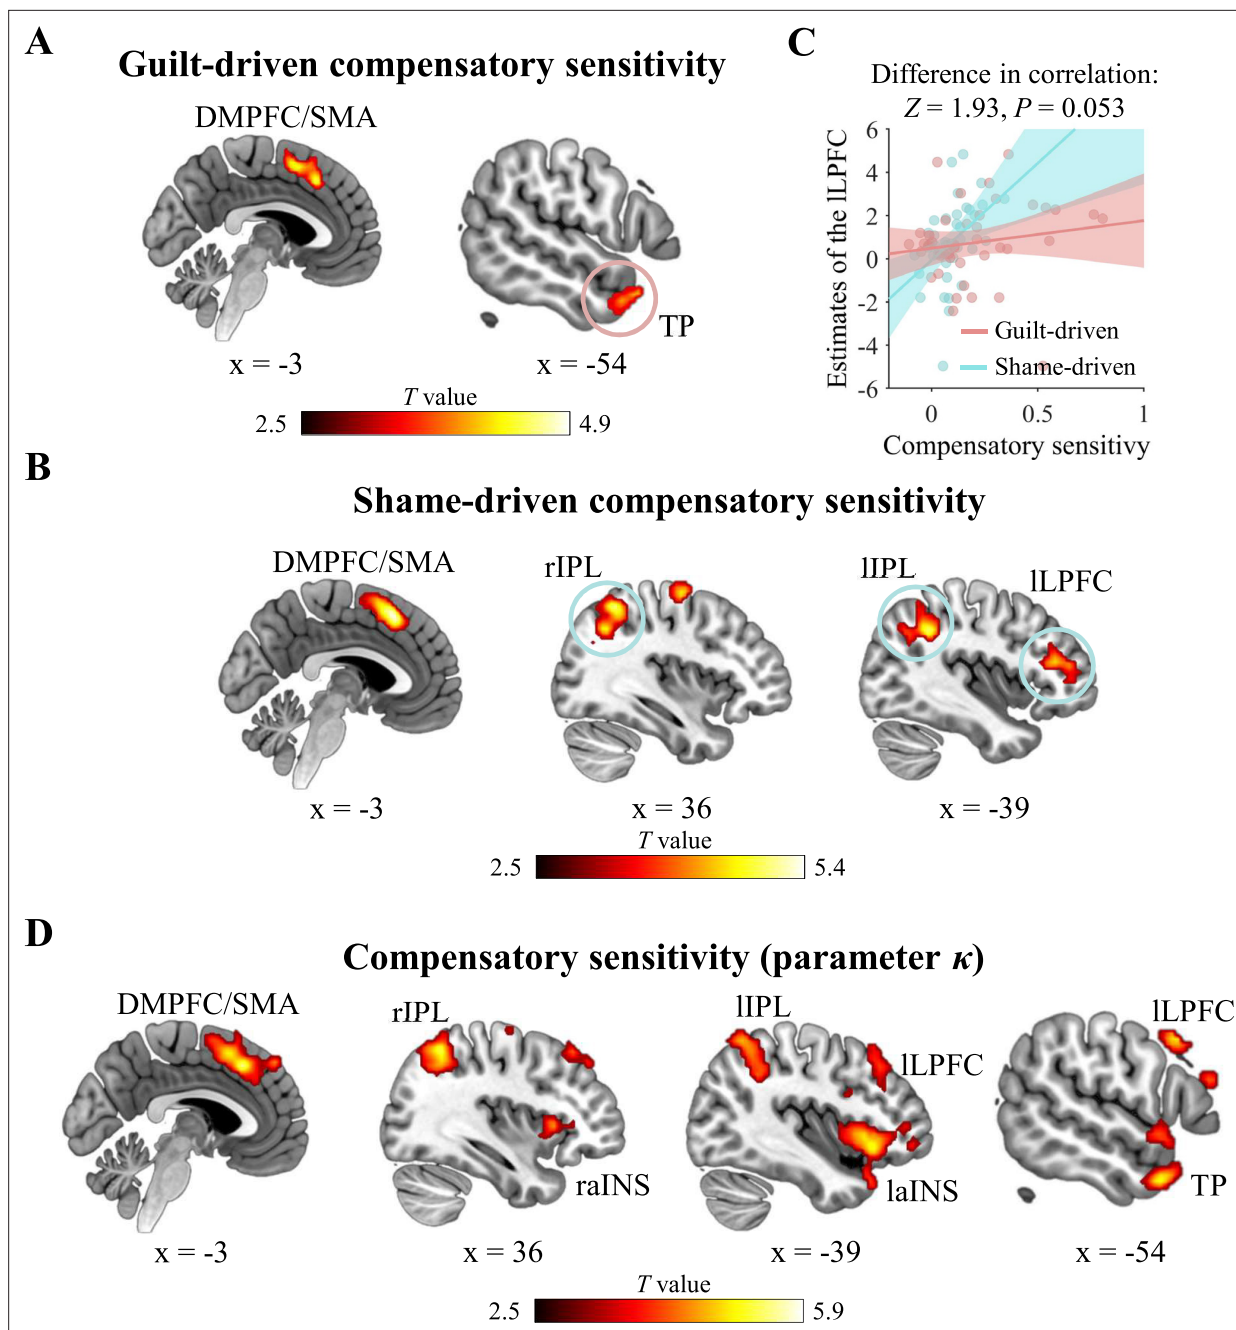 A
Guilt-driven compensatory sensitivity
DMPFC/SMA
TP
x = -3
x = -54
T value
2.5
4.9
C
Difference in correlation:
Z = 1.93, P = 0.053
Estimates of the lLPFC
6
4
2
0
-2
-4
-6
Guilt-driven
Shame-driven
0
0.5
1
Compensatory sensitivy
B
Shame-driven compensatory sensitivity
DMPFC/SMA
rIPL
lIPL
lLPFC
x = -3
x = 36
x = -39
T value
2.5
5.4
D
Compensatory sensitivity (parameter κ)
DMPFC/SMA
rIPL
lIPL
lLPFC
lLPFC
raINS
laINS
TP
x = -3
x = 36
x = -39
x = -54
T value
2.5
5.9